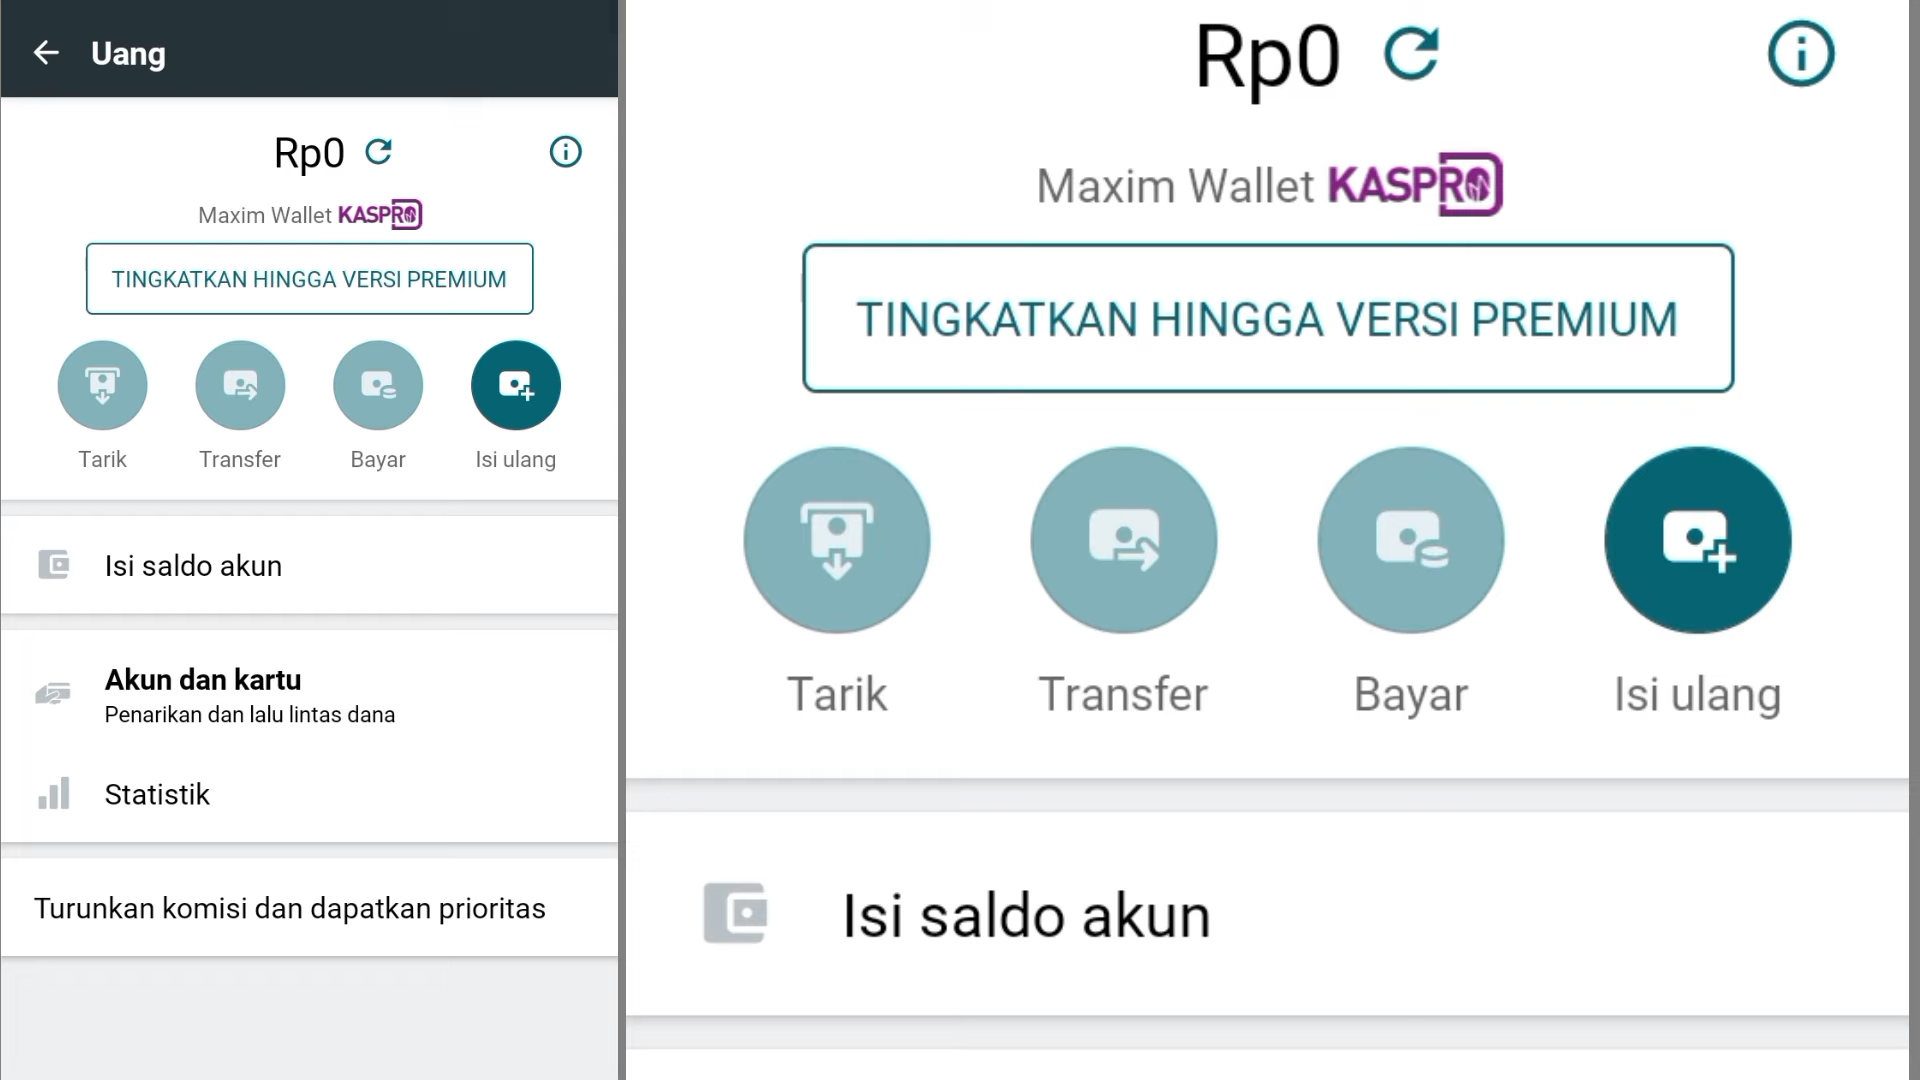 Uang
Rp0
Maxim Wallet KASPRO
TINGKATKAN HINGGA VERSI PREMIUM
Tarik
Transfer
Bayar
Isi ulang
Isi saldo akun
Akun dan kartu
Penarikan dan lalu lintas dana
Statistik
Turunkan komisi dan dapatkan prioritas
Rp0
Maxim Wallet KASPRO
TINGKATKAN HINGGA VERSI PREMIUM
Tarik
Transfer
Bayar
Isi ulang
Isi saldo akun